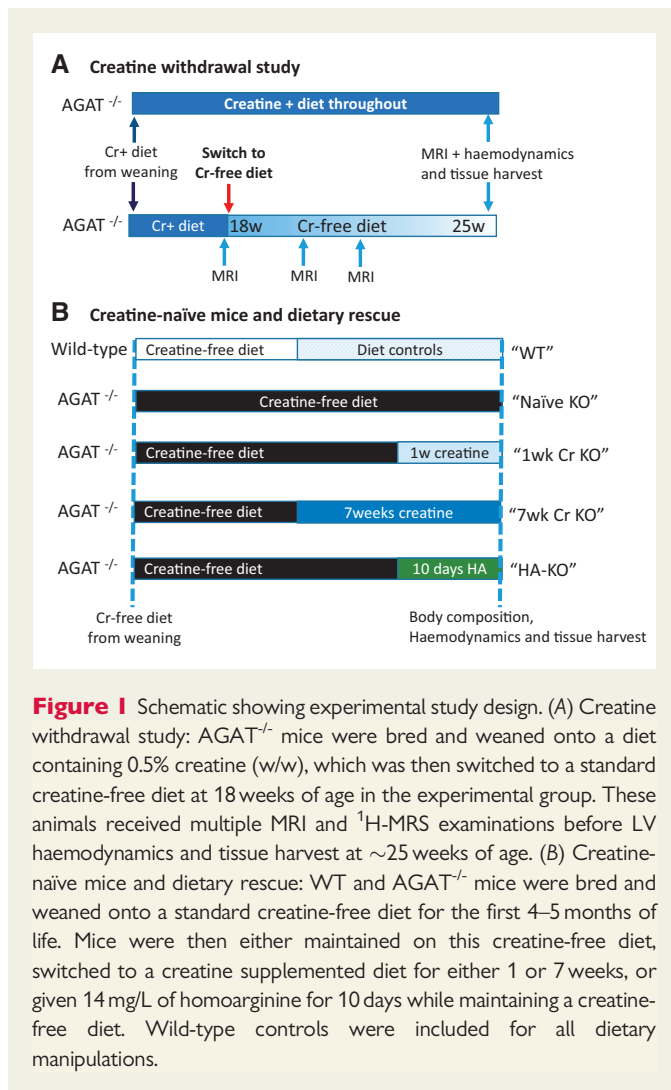 A Creatine withdrawal study
AGAT -/- Creatine + diet throughout
Cr+ diet
from weaning
Switch to
Cr-free diet
MRI + haemodynamics
and tissue harvest
AGAT -/- Cr+ diet 18w Cr-free diet 25w
MRI MRI MRI
B Creatine-naïve mice and dietary rescue
Wild-type Creatine-free diet Diet controls "WT"
AGAT -/- Creatine-free diet "Naïve KO"
AGAT -/- Creatine-free diet 1w creatine "1wk Cr KO"
AGAT -/- Creatine-free diet 7weeks creatine "7wk Cr KO"
AGAT -/- Creatine-free diet 10 days HA "HA-KO"
Cr-free diet
from weaning
Body composition,
Haemodynamics and tissue harvest
Figure 1 Schematic showing experimental study design. (A) Creatine
withdrawal study: AGAT-/- mice were bred and weaned onto a diet
containing 0.5% creatine (w/w), which was then switched to a standard
creatine-free diet at 18 weeks of age in the experimental group. These
animals received multiple MRI and 1H-MRS examinations before LV
haemodynamics and tissue harvest at ~25 weeks of age. (B) Creatine-
naïve mice and dietary rescue: WT and AGAT-/- mice were bred and
weaned onto a standard creatine-free diet for the first 4–5 months of
life. Mice were then either maintained on this creatine-free diet,
switched to a creatine supplemented diet for either 1 or 7 weeks, or
given 14 mg/L of homoarginine for 10 days while maintaining a creatine-
free diet. Wild-type controls were included for all dietary
manipulations.